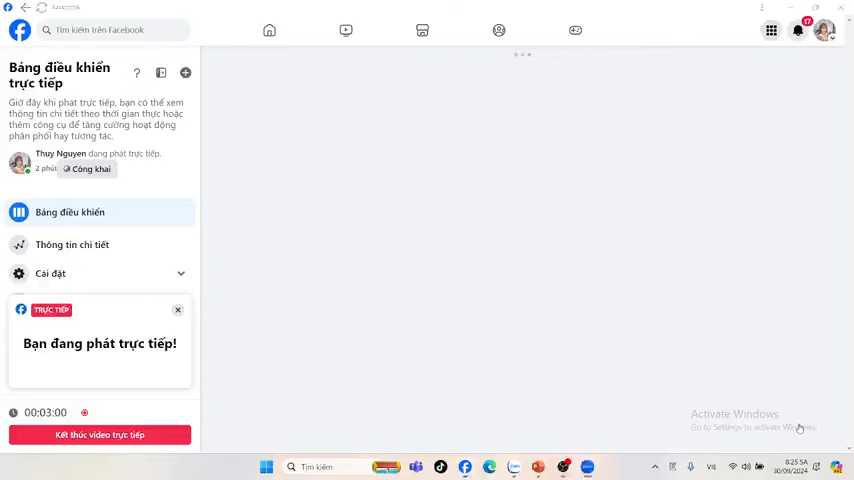 Facebook
Tìm kiếm trên Facebook
17
Bảng điều khiển
trực tiếp
?
Giờ đây khi phát trực tiếp, bạn có thể xem
thông tin chi tiết theo thời gian thực hoặc
thêm công cụ để tăng cường hoạt động
phân phối hay tương tác.
Thuy Nguyen đang phát trực tiếp.
2 phút
Công khai
Bảng điều khiển
Thông tin chi tiết
Cài đặt
TRỰC TIẾP
Bạn đang phát trực tiếp!
00:03:00
Kết thúc video trực tiếp
Activate Windows
Go to Settings to activate Windows.
Tìm kiếm
VIE
8:25 SA
30/09/2024